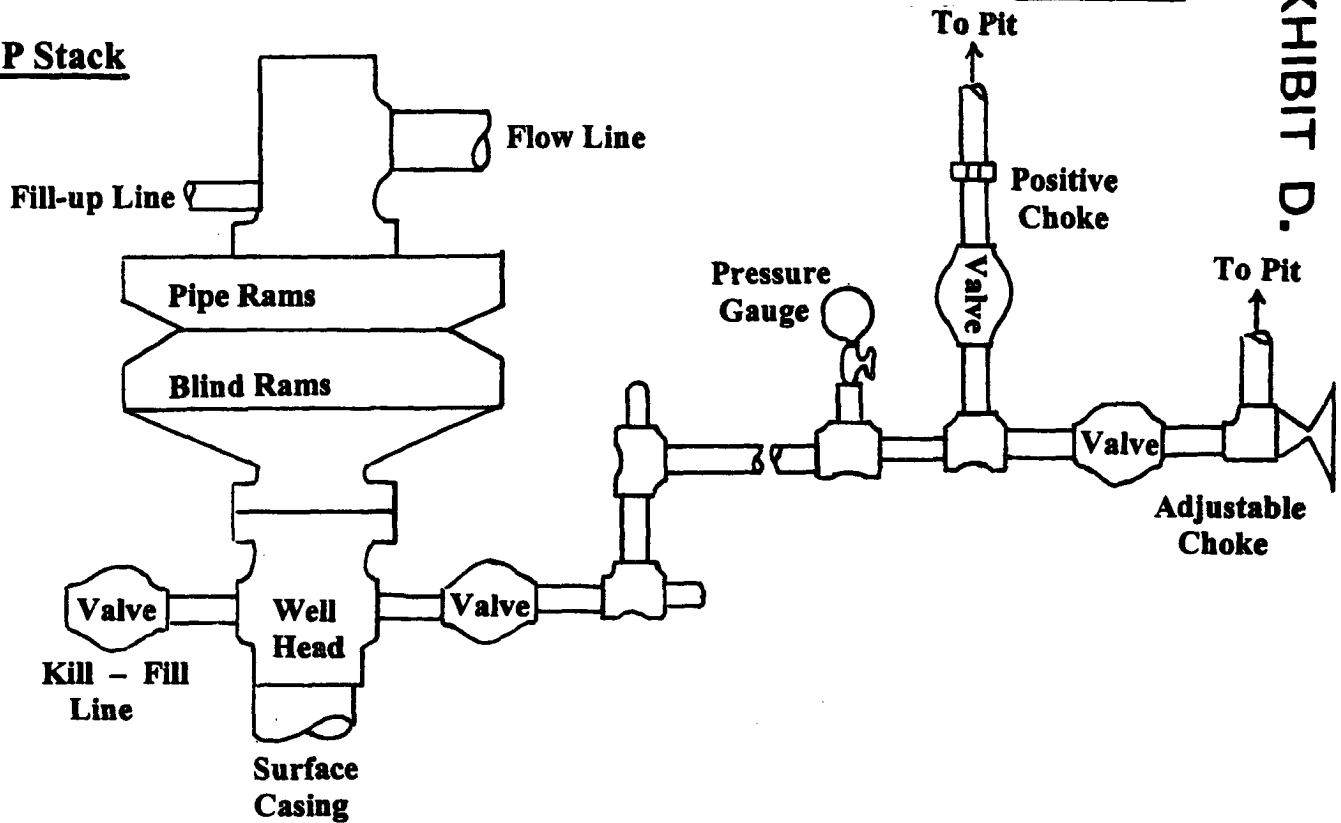 P Stack
To Pit
KHIBIT D.
Flow Line
Fill-up Line
Positive
Choke
Valve
To Pit
Pressure
Gauge
Pipe Rams
Blind Rams
Valve
Adjustable
Choke
Valve
Well
Head
Valve
Kill – Fill
Line
Surface
Casing